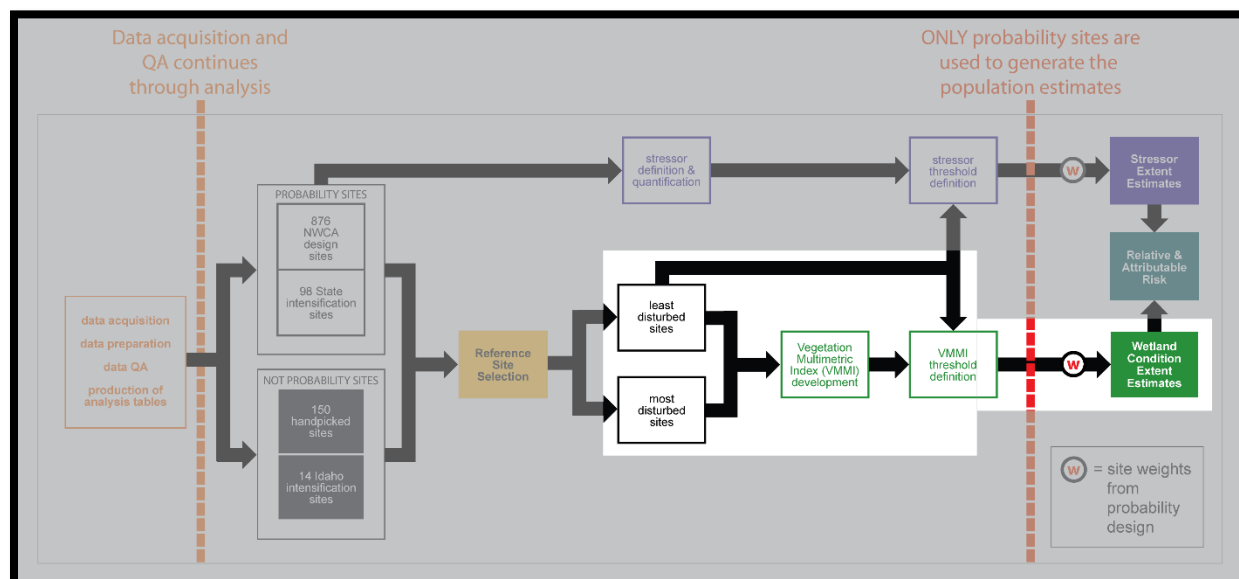 Data acquisition and
QA continues
through analysis
ONLY probability sites are
used to generate the
population estimates
data acquisition
data preparation
data QA
production of
analysis tables
PROBABILITY SITES
876
NWCA
design
sites
98 State
intensification
sites
NOT PROBABILITY SITES
150
handpicked
sites
14 Idaho
intensification
sites
Reference
Site
Selection
stressor
definition &
quantification
stressor
threshold
definition
W
Stressor
Extent
Estimates
Relative &
Attributable
Risk
least
disturbed
sites
most
disturbed
sites
Vegetation
Multimetric
Index (VMMI)
development
VMMI
threshold
definition
W
Wetland
Condition
Extent
Estimates
W = site weights
from
probability
design